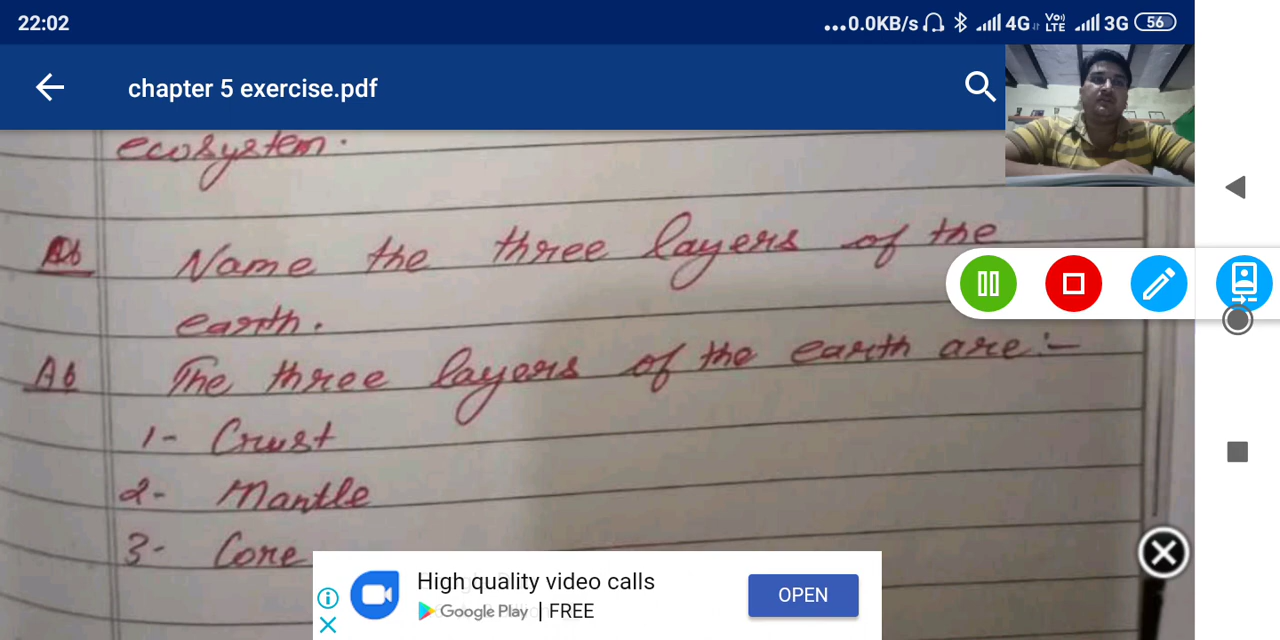 22:02
...0.0KB/s 4G Vo) LTE 3G 56
chapter 5 exercise.pdf
ecosystem.
Name the three layers of the
earth.
A6 The three layers of the earth are:-
1- Crust
2- Mantle
3- Core
High quality video calls
Google Play | FREE
OPEN